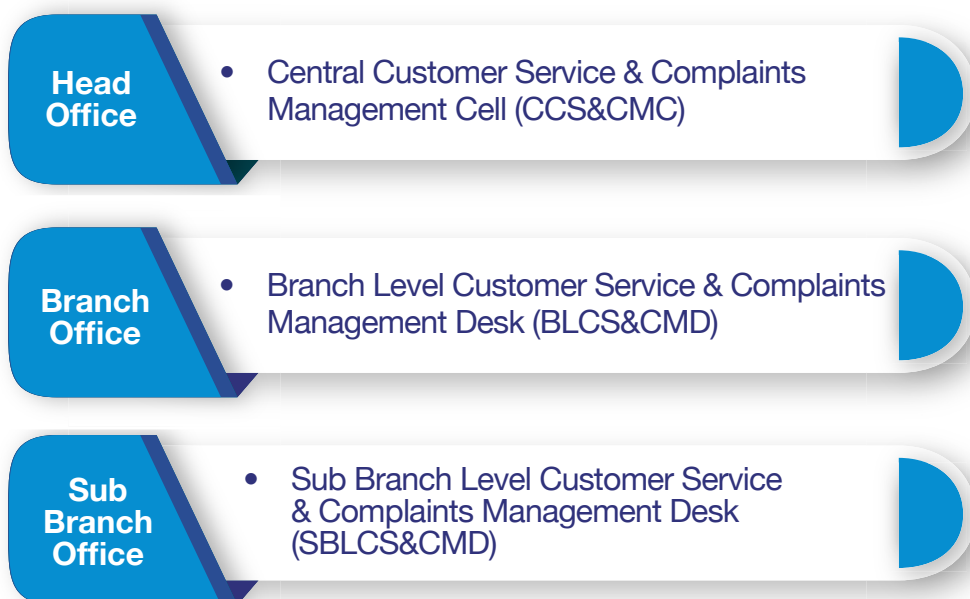 Head
Office
• Central Customer Service & Complaints
Management Cell (CCS&CMC)
Branch
Office
• Branch Level Customer Service & Complaints
Management Desk (BLCS&CMD)
Sub
Branch
Office
• Sub Branch Level Customer Service
& Complaints Management Desk
(SBLCS&CMD)